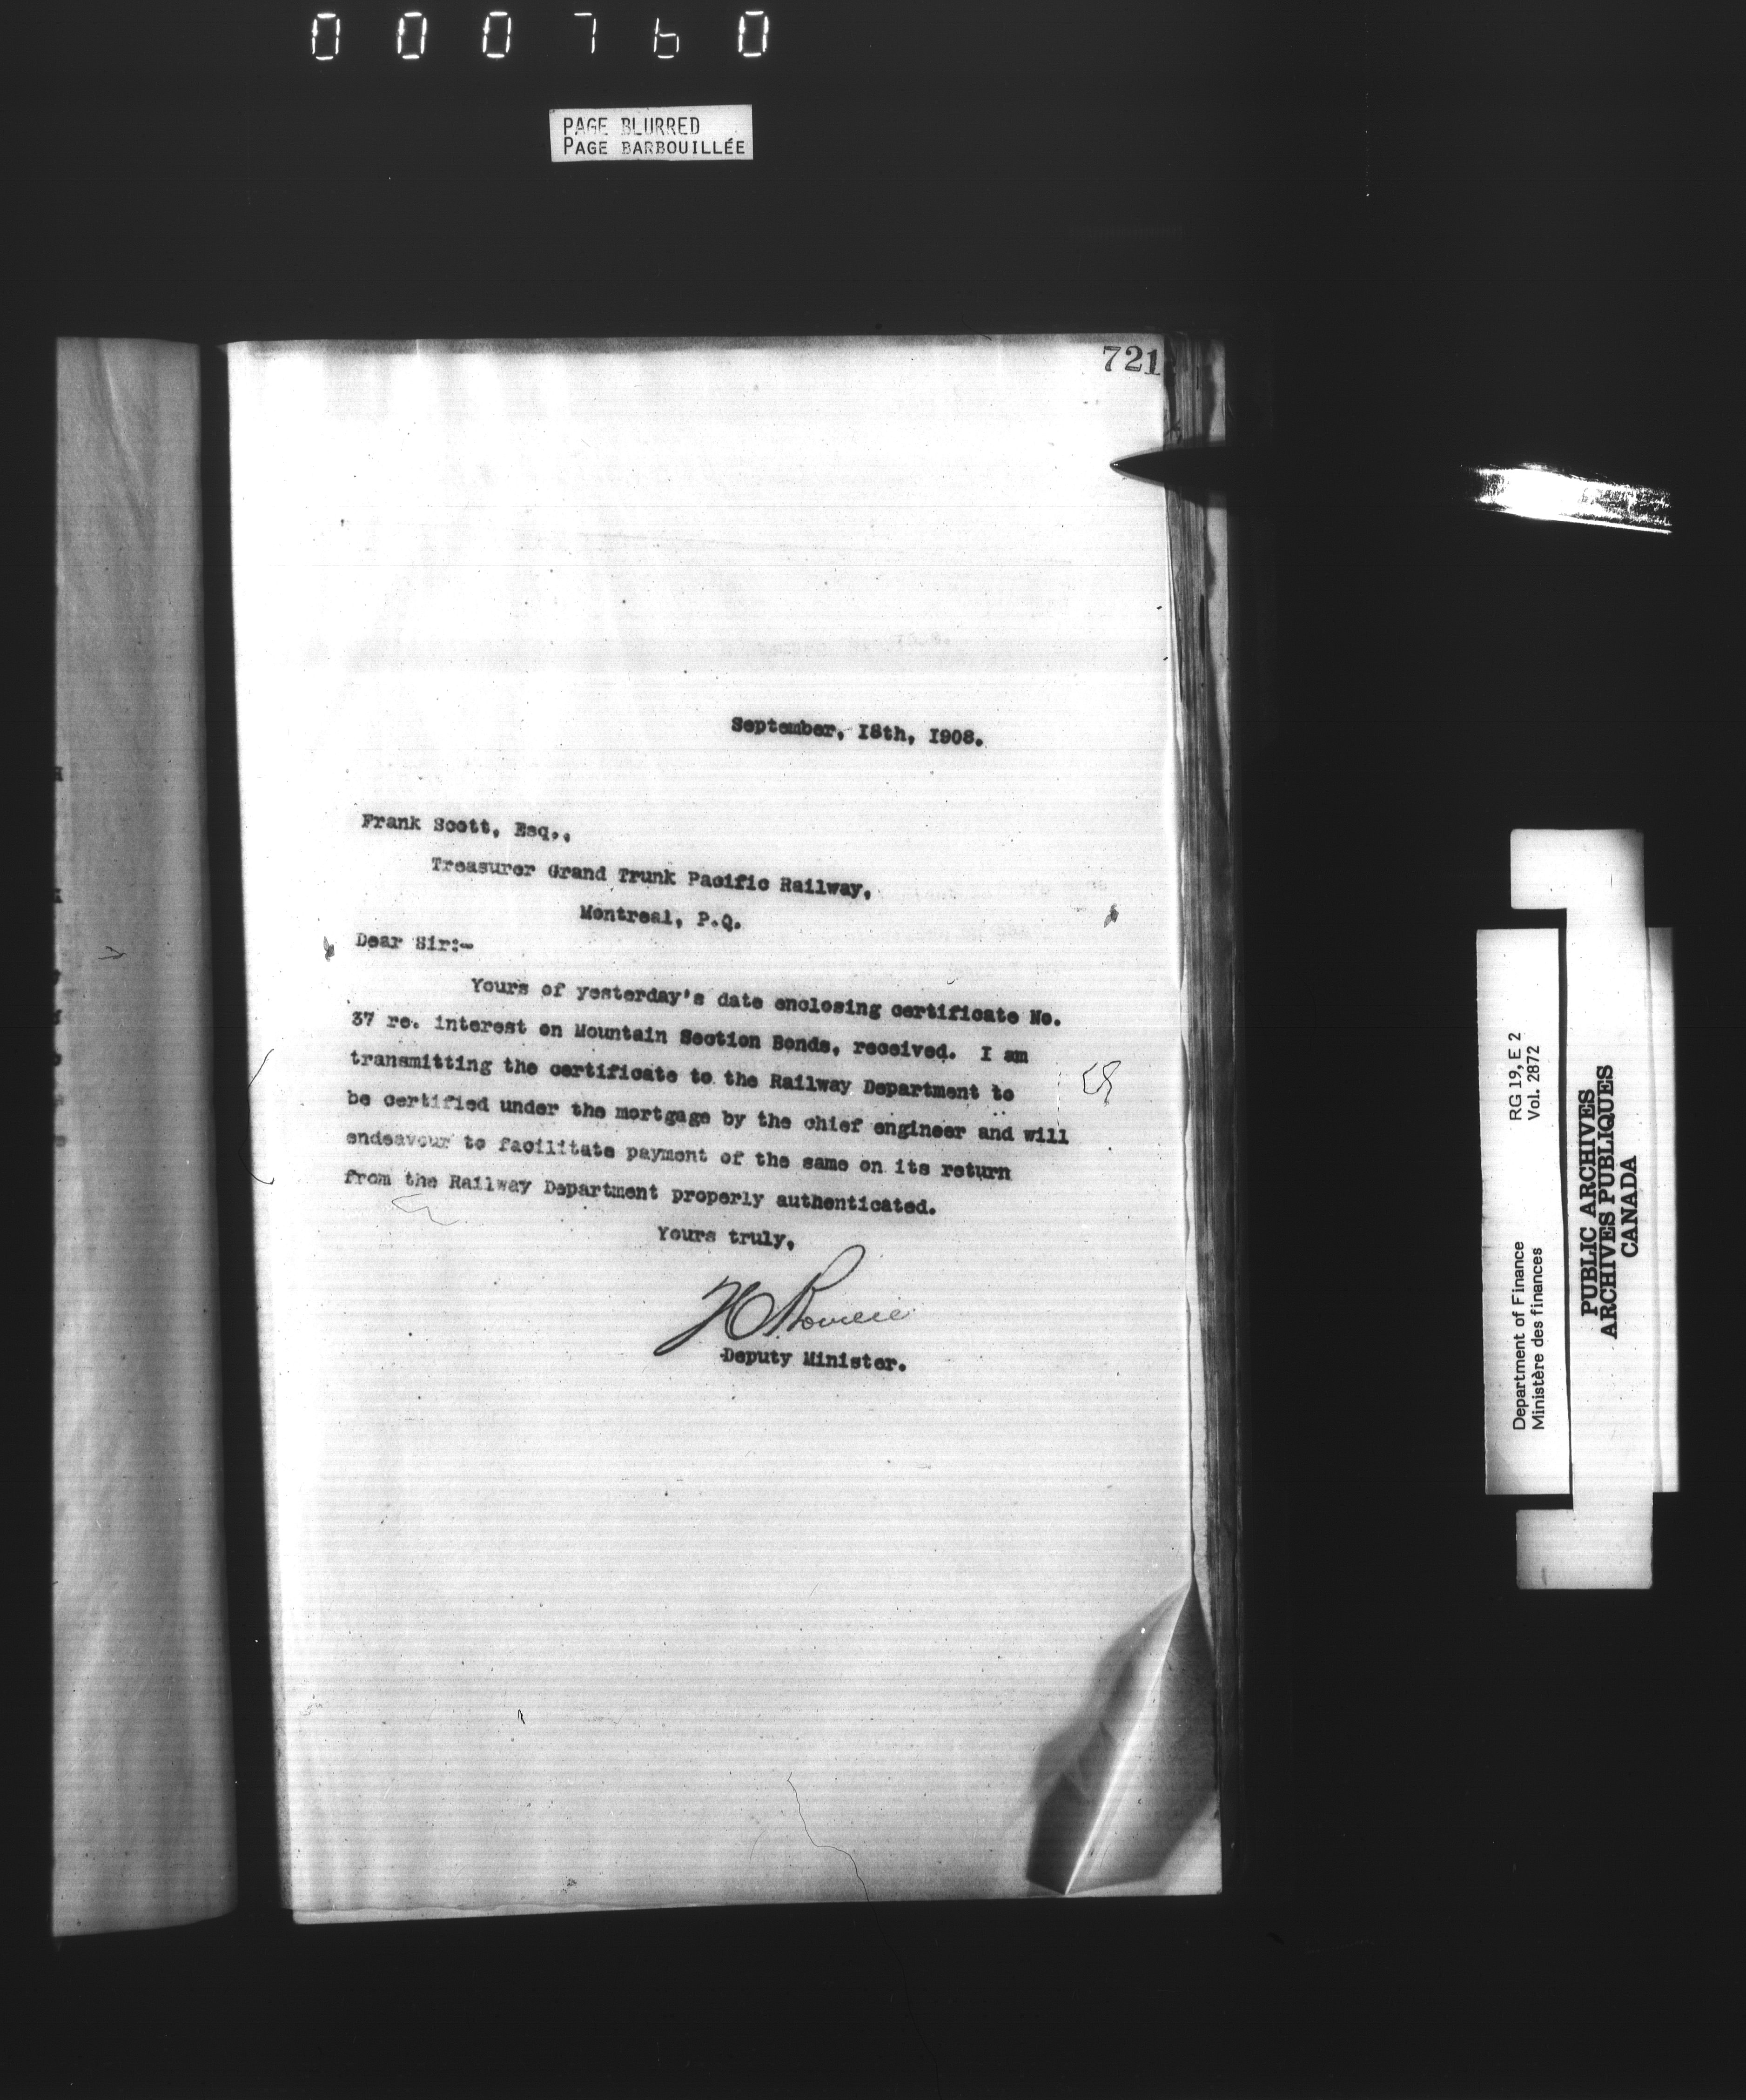 000760
PAGE BLURRED
PAGE BARBOUILLÉE
721
September, I8th, I908.
Frank Scott, Esq.,
Treasurer Grand Trunk Pacific Railway,
Montreal, P.Q.
Dear Sir:-
Yours of yesterday's date enclosing certificate No.
37 re. interest on Mountain Section Bonds, received. I am
transmitting the certificate to the Railway Department to
be certified under the mortgage by the chief engineer and will
endeavour to facilitate payment of the same on its return
from the Railway Department properly authenticated.
Yours truly,
Deputy Minister.
Department of Finance RG 19, E 2
Ministère des finances Vol. 2872
PUBLIC ARCHIVES
ARCHIVES PUBLIQUES
CANADA